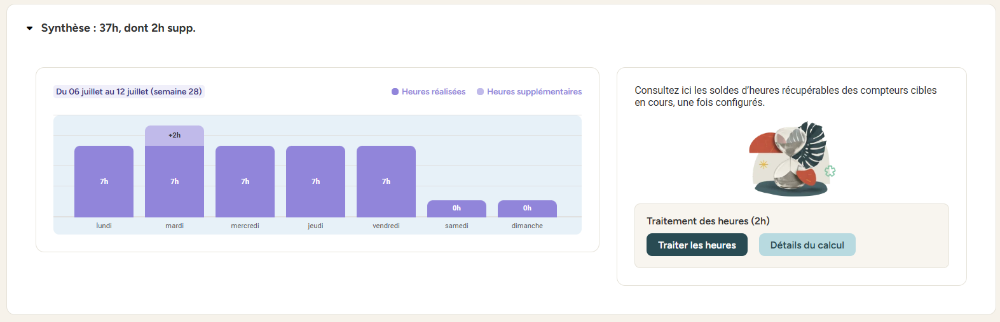 Synthèse : 37h, dont 2h supp.
Du 06 juillet au 12 juillet (semaine 28)
Heures réalisées
Heures supplémentaires
+2h
7h
7h
7h
7h
7h
0h
0h
lundi
mardi
mercredi
jeudi
vendredi
samedi
dimanche
Consultez ici les soldes d’heures récupérables des compteurs cibles
en cours, une fois configurés.
Traitement des heures (2h)
Traiter les heures
Détails du calcul